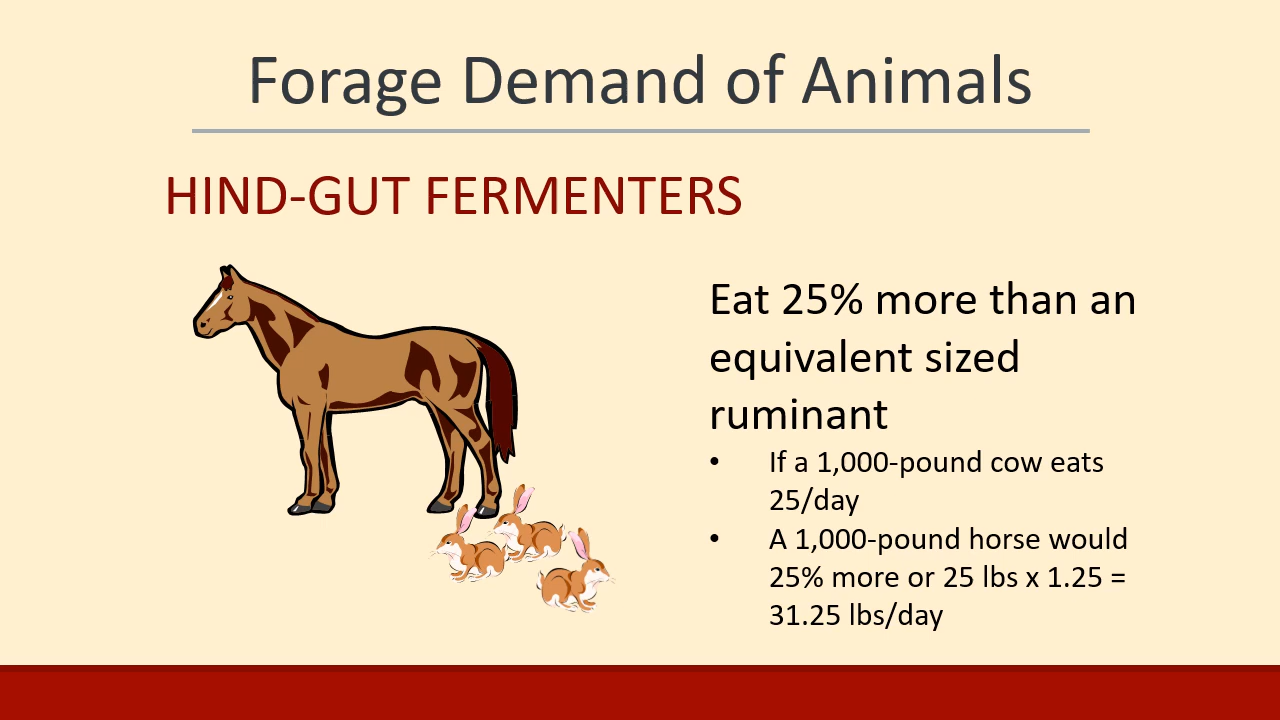 Forage Demand of Animals
HIND-GUT FERMENTERS
Eat 25% more than an
equivalent sized
ruminant
• If a 1,000-pound cow eats
25/day
• A 1,000-pound horse would
25% more or 25 lbs x 1.25 =
31.25 lbs/day